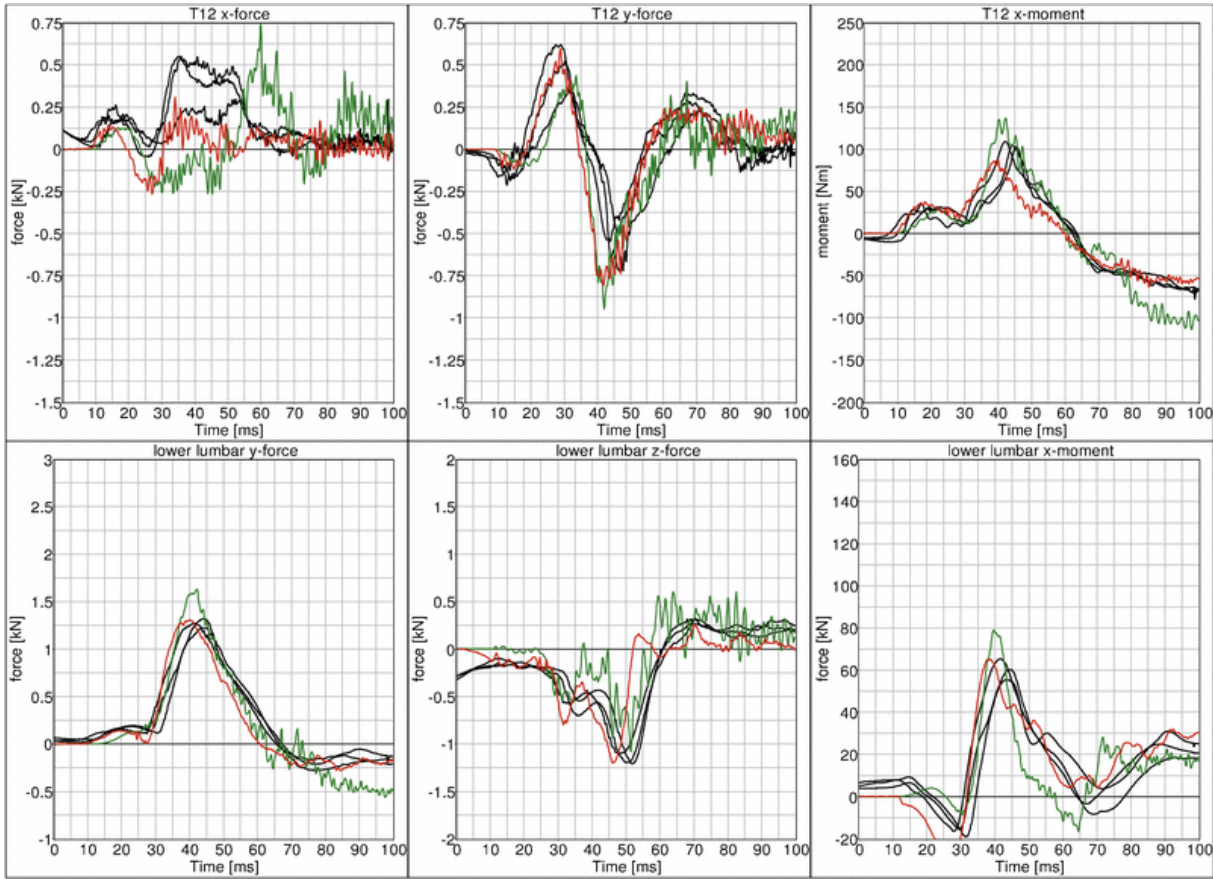 T12 x-force
T12 y-force
T12 x-moment
0.75
0.5
0.25
0
-0.25
-0.5
-0.75
-1
-1.25
-1.5
force [kN]
0 10 20 30 40 50 60 70 80 90 100
Time [ms]
0.75
0.5
0.25
0
-0.25
-0.5
-0.75
-1
-1.25
-1.5
force [kN]
0 10 20 30 40 50 60 70 80 90 100
Time [ms]
250
200
150
100
50
0
-50
-100
-150
-200
moment [Nm]
0 10 20 30 40 50 60 70 80 90 100
Time [ms]
lower lumbar y-force
lower lumbar z-force
lower lumbar x-moment
3
2.5
2
1.5
1
0.5
0
-0.5
-1
force [kN]
0 10 20 30 40 50 60 70 80 90 100
Time [ms]
2
1.5
1
0.5
0
-0.5
-1
-1.5
-2
force [kN]
0 10 20 30 40 50 60 70 80 90 100
Time [ms]
160
140
120
100
80
60
40
20
0
-20
force [kN]
0 10 20 30 40 50 60 70 80 90 100
Time [ms]